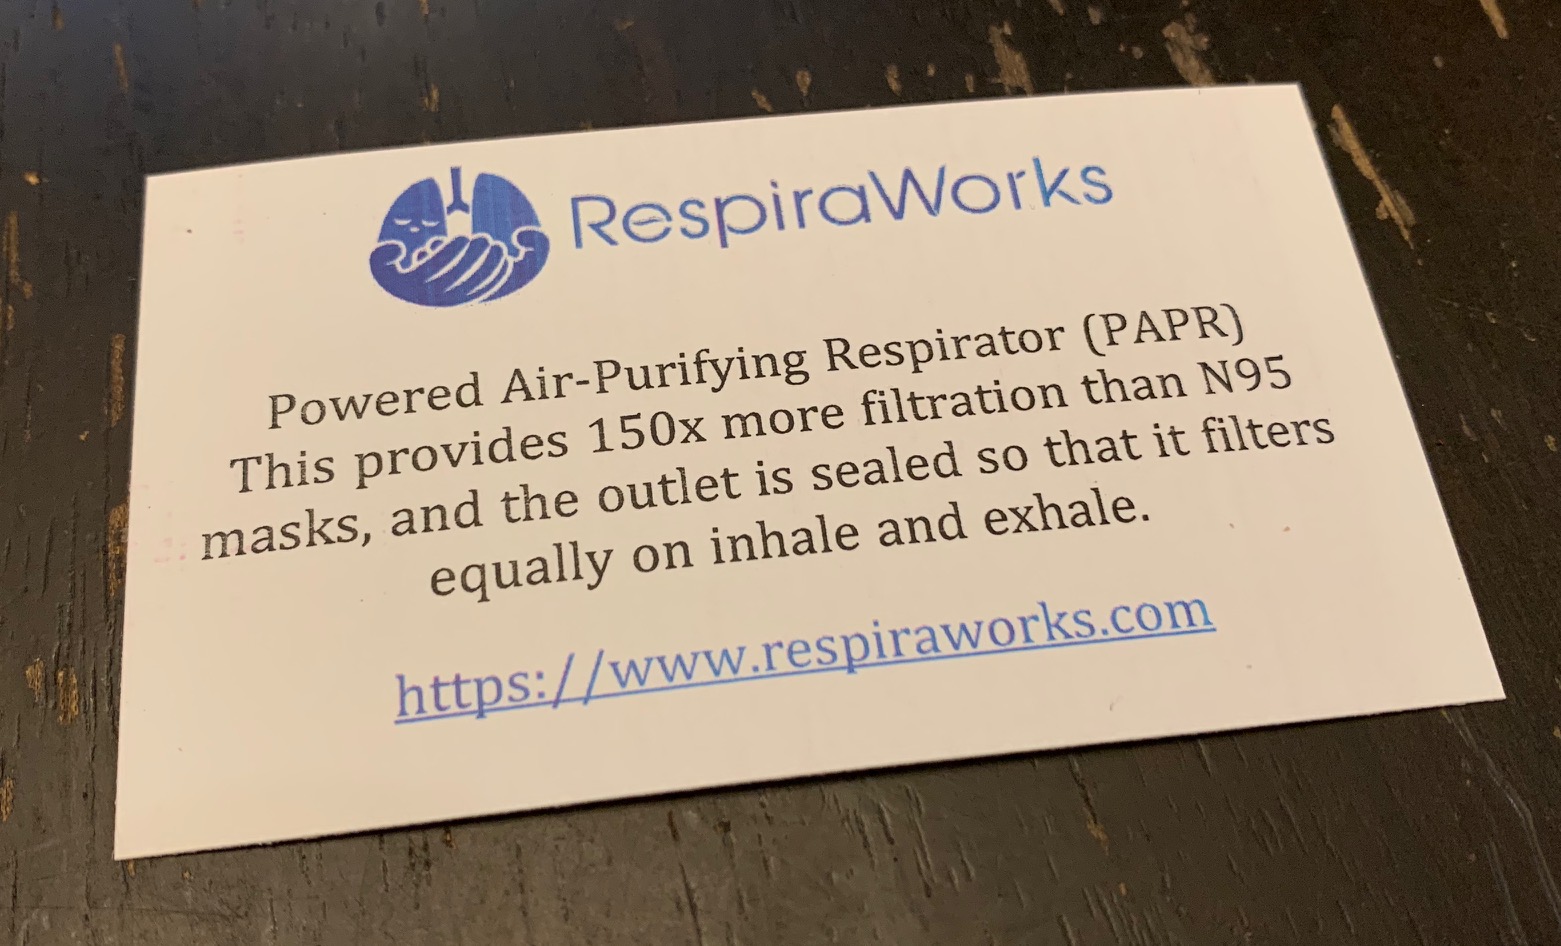 RespiraWorks
Powered Air-Purifying Respirator (PAPR)
This provides 150x more filtration than N95
masks, and the outlet is sealed so that it filters
equally on inhale and exhale.
https://www.respiraworks.com